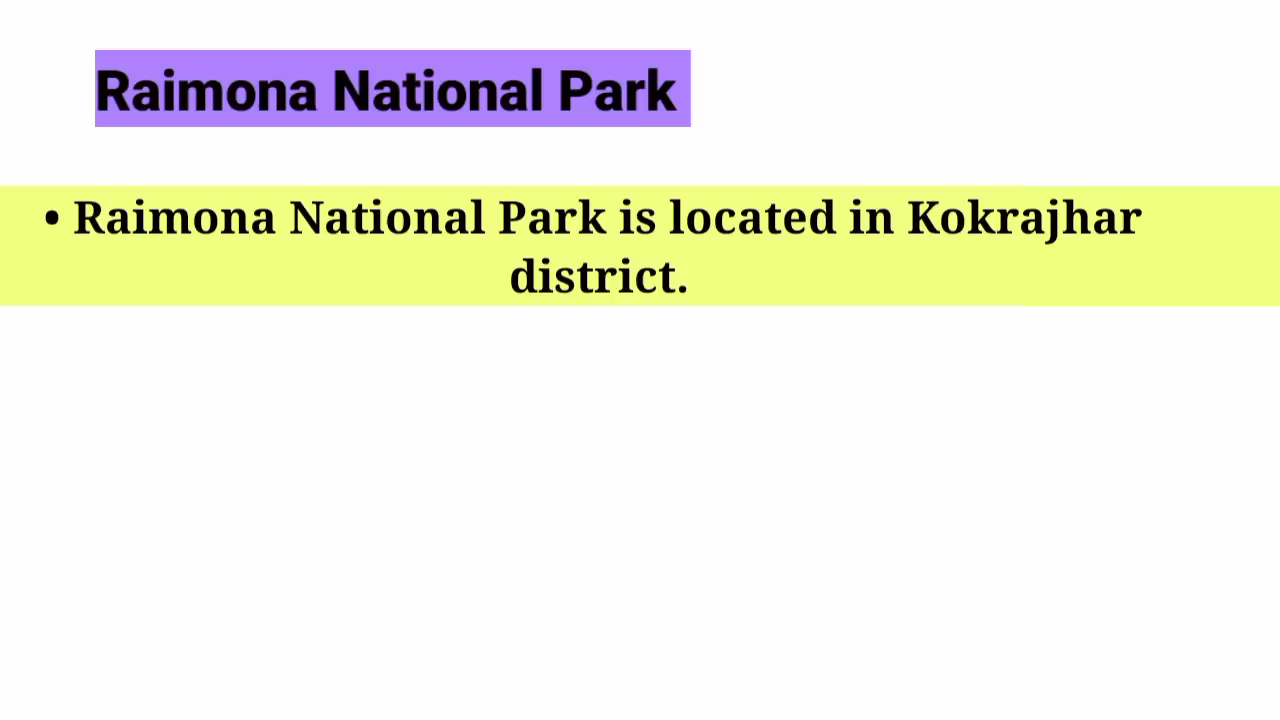 Raimona National Park
• Raimona National Park is located in Kokrajhar
district.